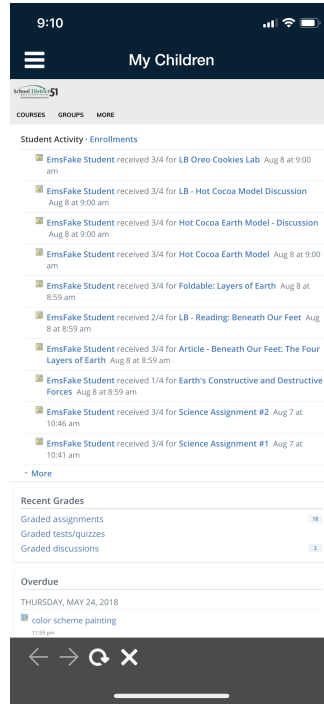 9:10
My Children
School District 51
COURSES GROUPS MORE
Student Activity · Enrollments
EmsFake Student received 3/4 for LB Oreo Cookies Lab Aug 8 at 9:00
am
EmsFake Student received 3/4 for LB - Hot Cocoa Model Discussion
Aug 8 at 9:00 am
EmsFake Student received 3/4 for Hot Cocoa Earth Model - Discussion
Aug 8 at 9:00 am
EmsFake Student received 3/4 for Hot Cocoa Earth Model Aug 8 at 9:00
am
EmsFake Student received 3/4 for Foldable: Layers of Earth Aug 8 at
8:59 am
EmsFake Student received 2/4 for LB - Reading: Beneath Our Feet Aug
8 at 8:59 am
EmsFake Student received 3/4 for Article - Beneath Our Feet: The Four
Layers of Earth Aug 8 at 8:59 am
EmsFake Student received 1/4 for Earth's Constructive and Destructive
Forces Aug 8 at 8:59 am
EmsFake Student received 3/4 for Science Assignment #2 Aug 7 at
10:46 am
EmsFake Student received 3/4 for Science Assignment #1 Aug 7 at
10:41 am
More
Recent Grades
Graded assignments 18
Graded tests/quizzes
Graded discussions 2
Overdue
THURSDAY, MAY 24, 2018
color scheme painting
11:59 pm